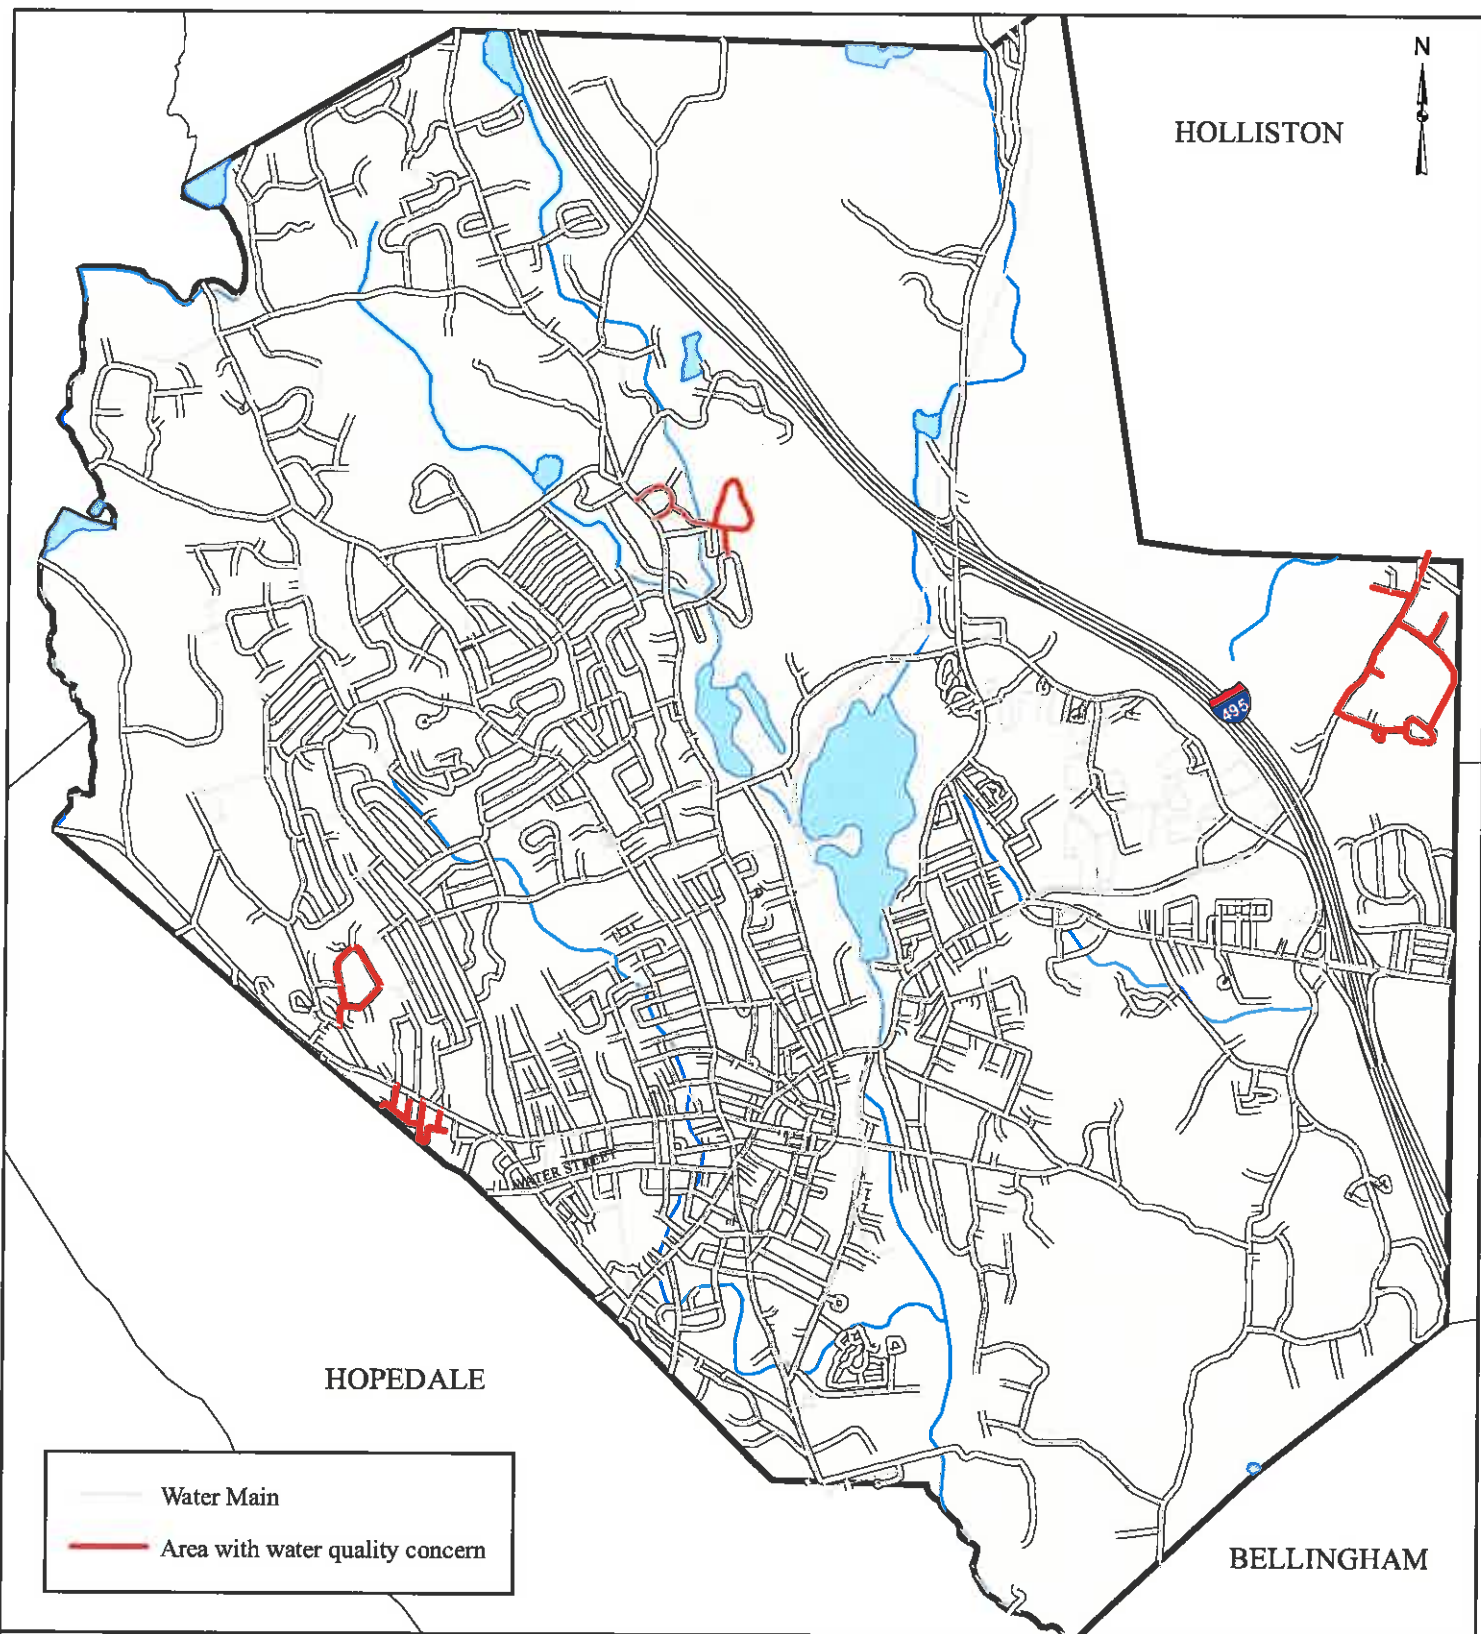 N
HOLLISTON
495
WATER STREET
HOPEDALE
Water Main
Area with water quality concern
BELLINGHAM